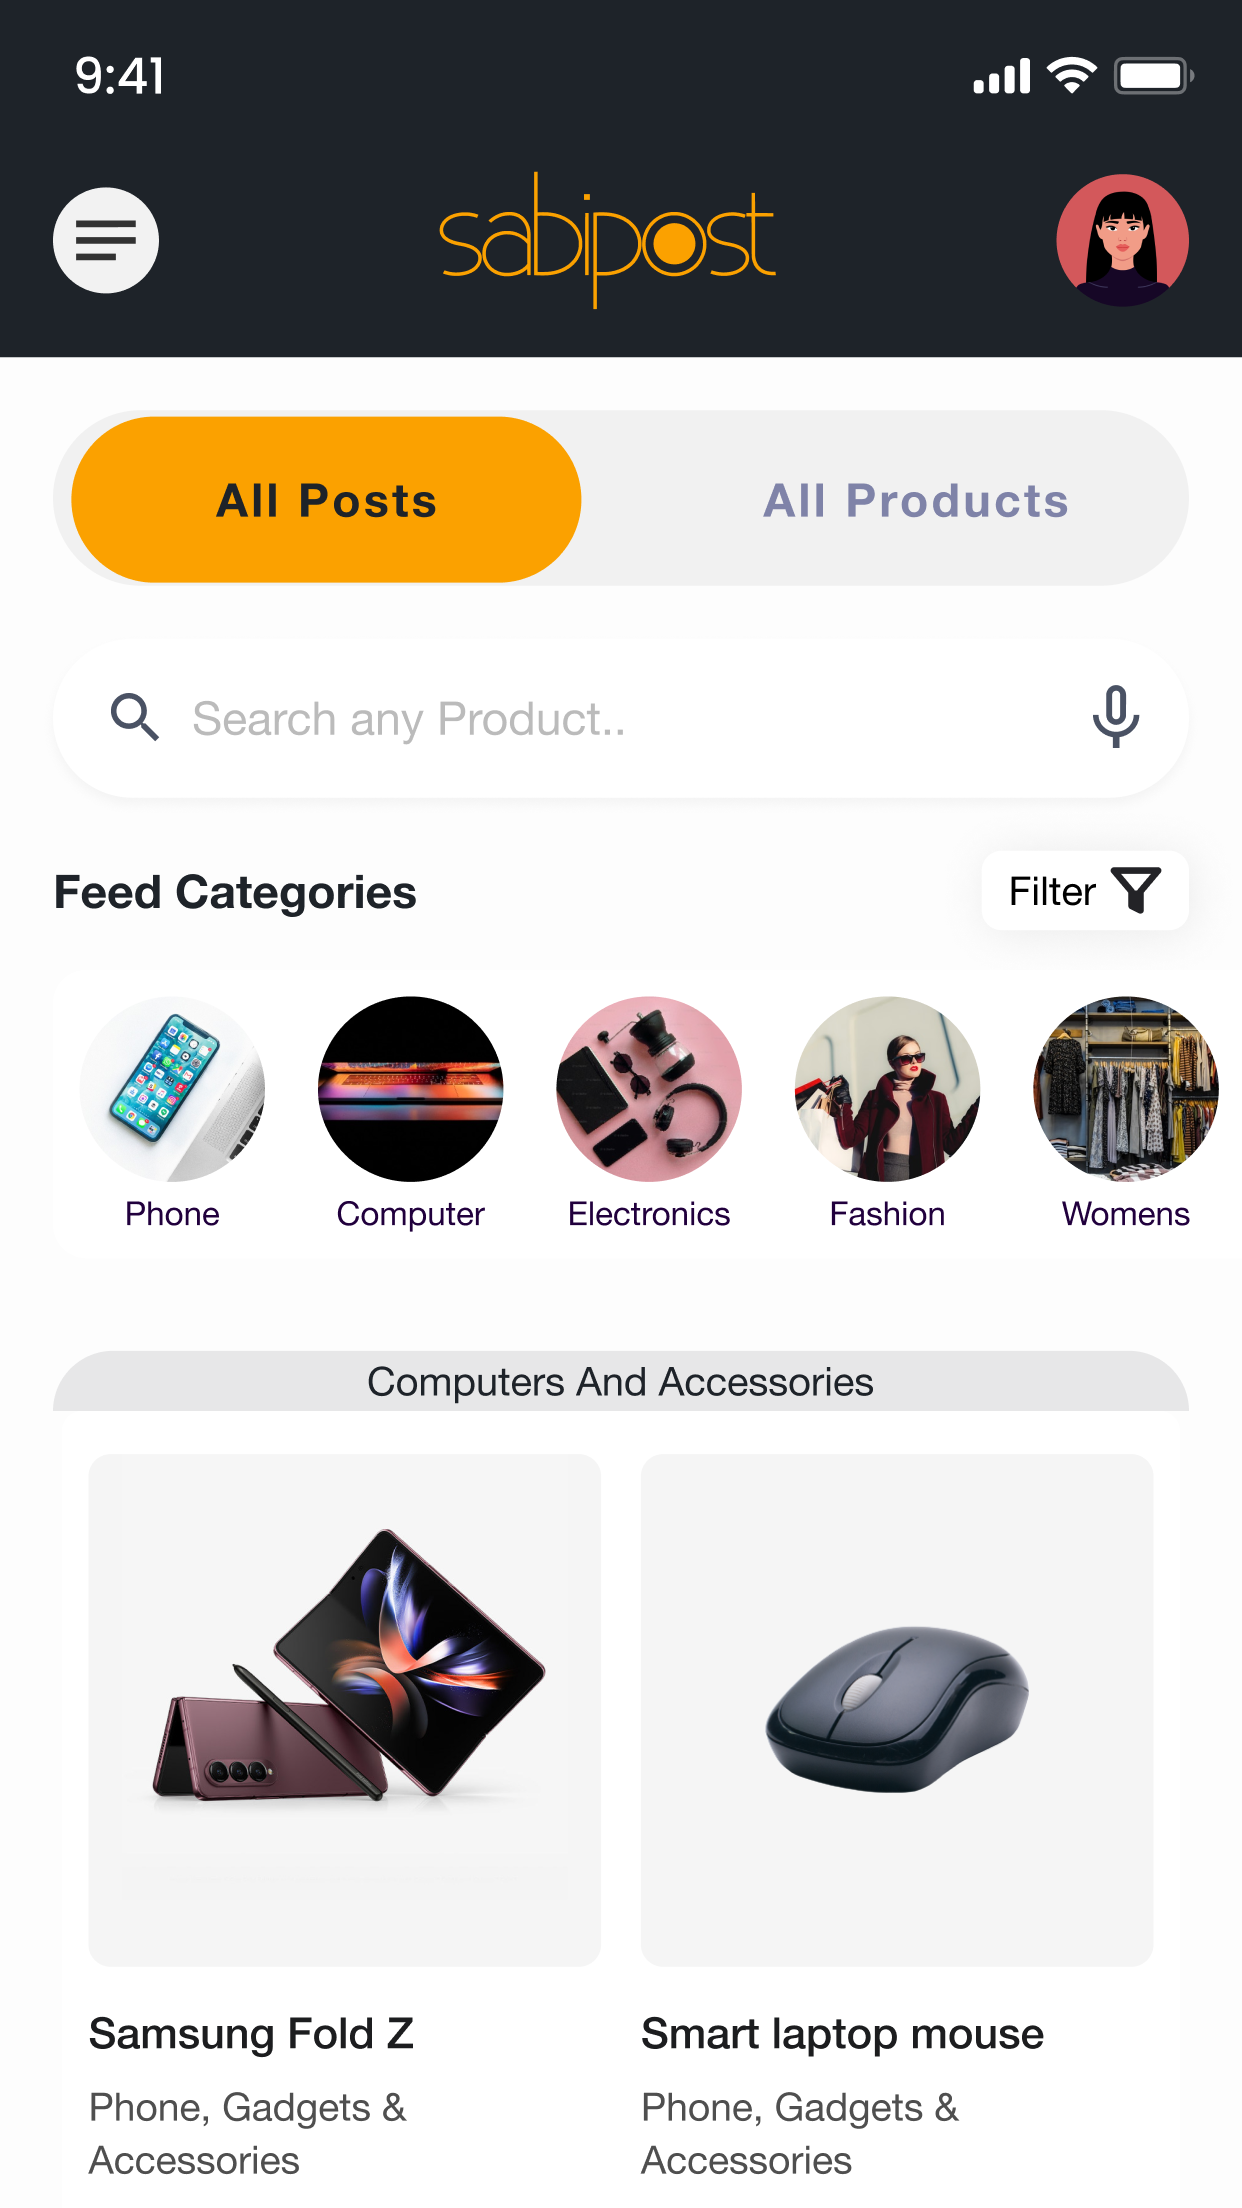 9:41
sabipost
All Posts
All Products
Search any Product..
Feed Categories
Filter
Phone
Computer
Electronics
Fashion
Womens
Computers And Accessories
Samsung Fold Z
Phone, Gadgets &
Accessories
Smart laptop mouse
Phone, Gadgets &
Accessories